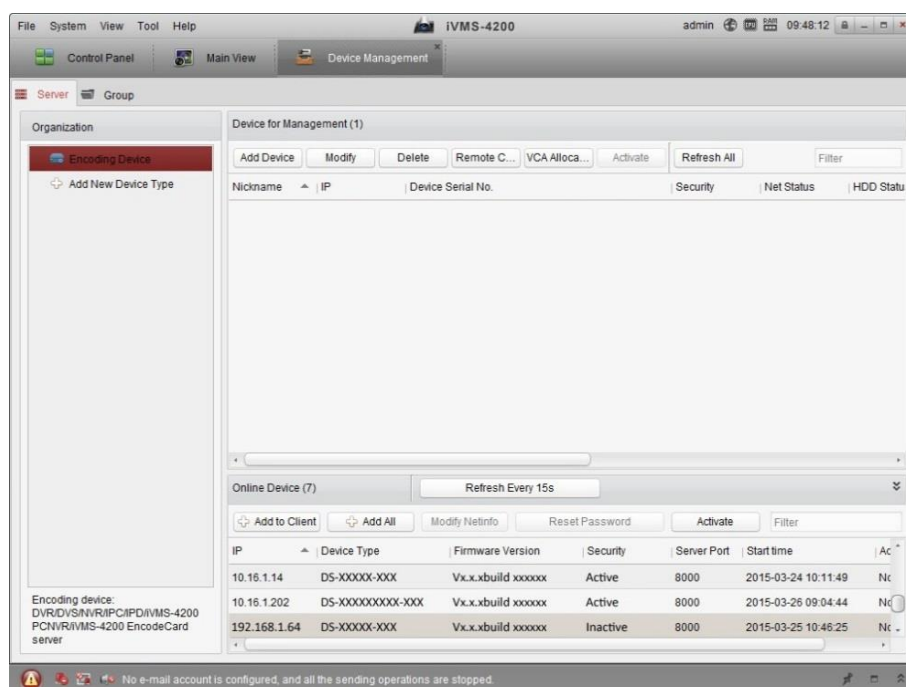 File System View Tool Help iVMS-4200 admin 09:48:12
Control Panel Main View Device Management
Server Group
Organization
Encoding Device
Add New Device Type
Encoding device:
DVR/DVS/NVR/IPC/IPD/iVMS-4200
PCNVR/iVMS-4200 EncodeCard
server
Device for Management (1)
Add Device Modify Delete Remote C... VCA Alloca... Activate Refresh All Filter
Nickname IP Device Serial No. Security Net Status HDD Statu
Online Device (7) Refresh Every 15s
Add to Client Add All Modify Netinfo Reset Password Activate Filter
IP Device Type Firmware Version Security Server Port Start time Ac
10.16.1.14 DS-XXXXX-XXX Vx.x.xbuild xxxxxx Active 8000 2015-03-24 10:11:49 Nc
10.16.1.202 DS-XXXXXXXXX-XXX Vx.x.xbuild xxxxxx Active 8000 2015-03-26 09:04:44 Nc
192.168.1.64 DS-XXXXX-XXX Vx.x.xbuild xxxxxx Inactive 8000 2015-03-25 10:46:25 Nc
No e-mail account is configured, and all the sending operations are stopped.